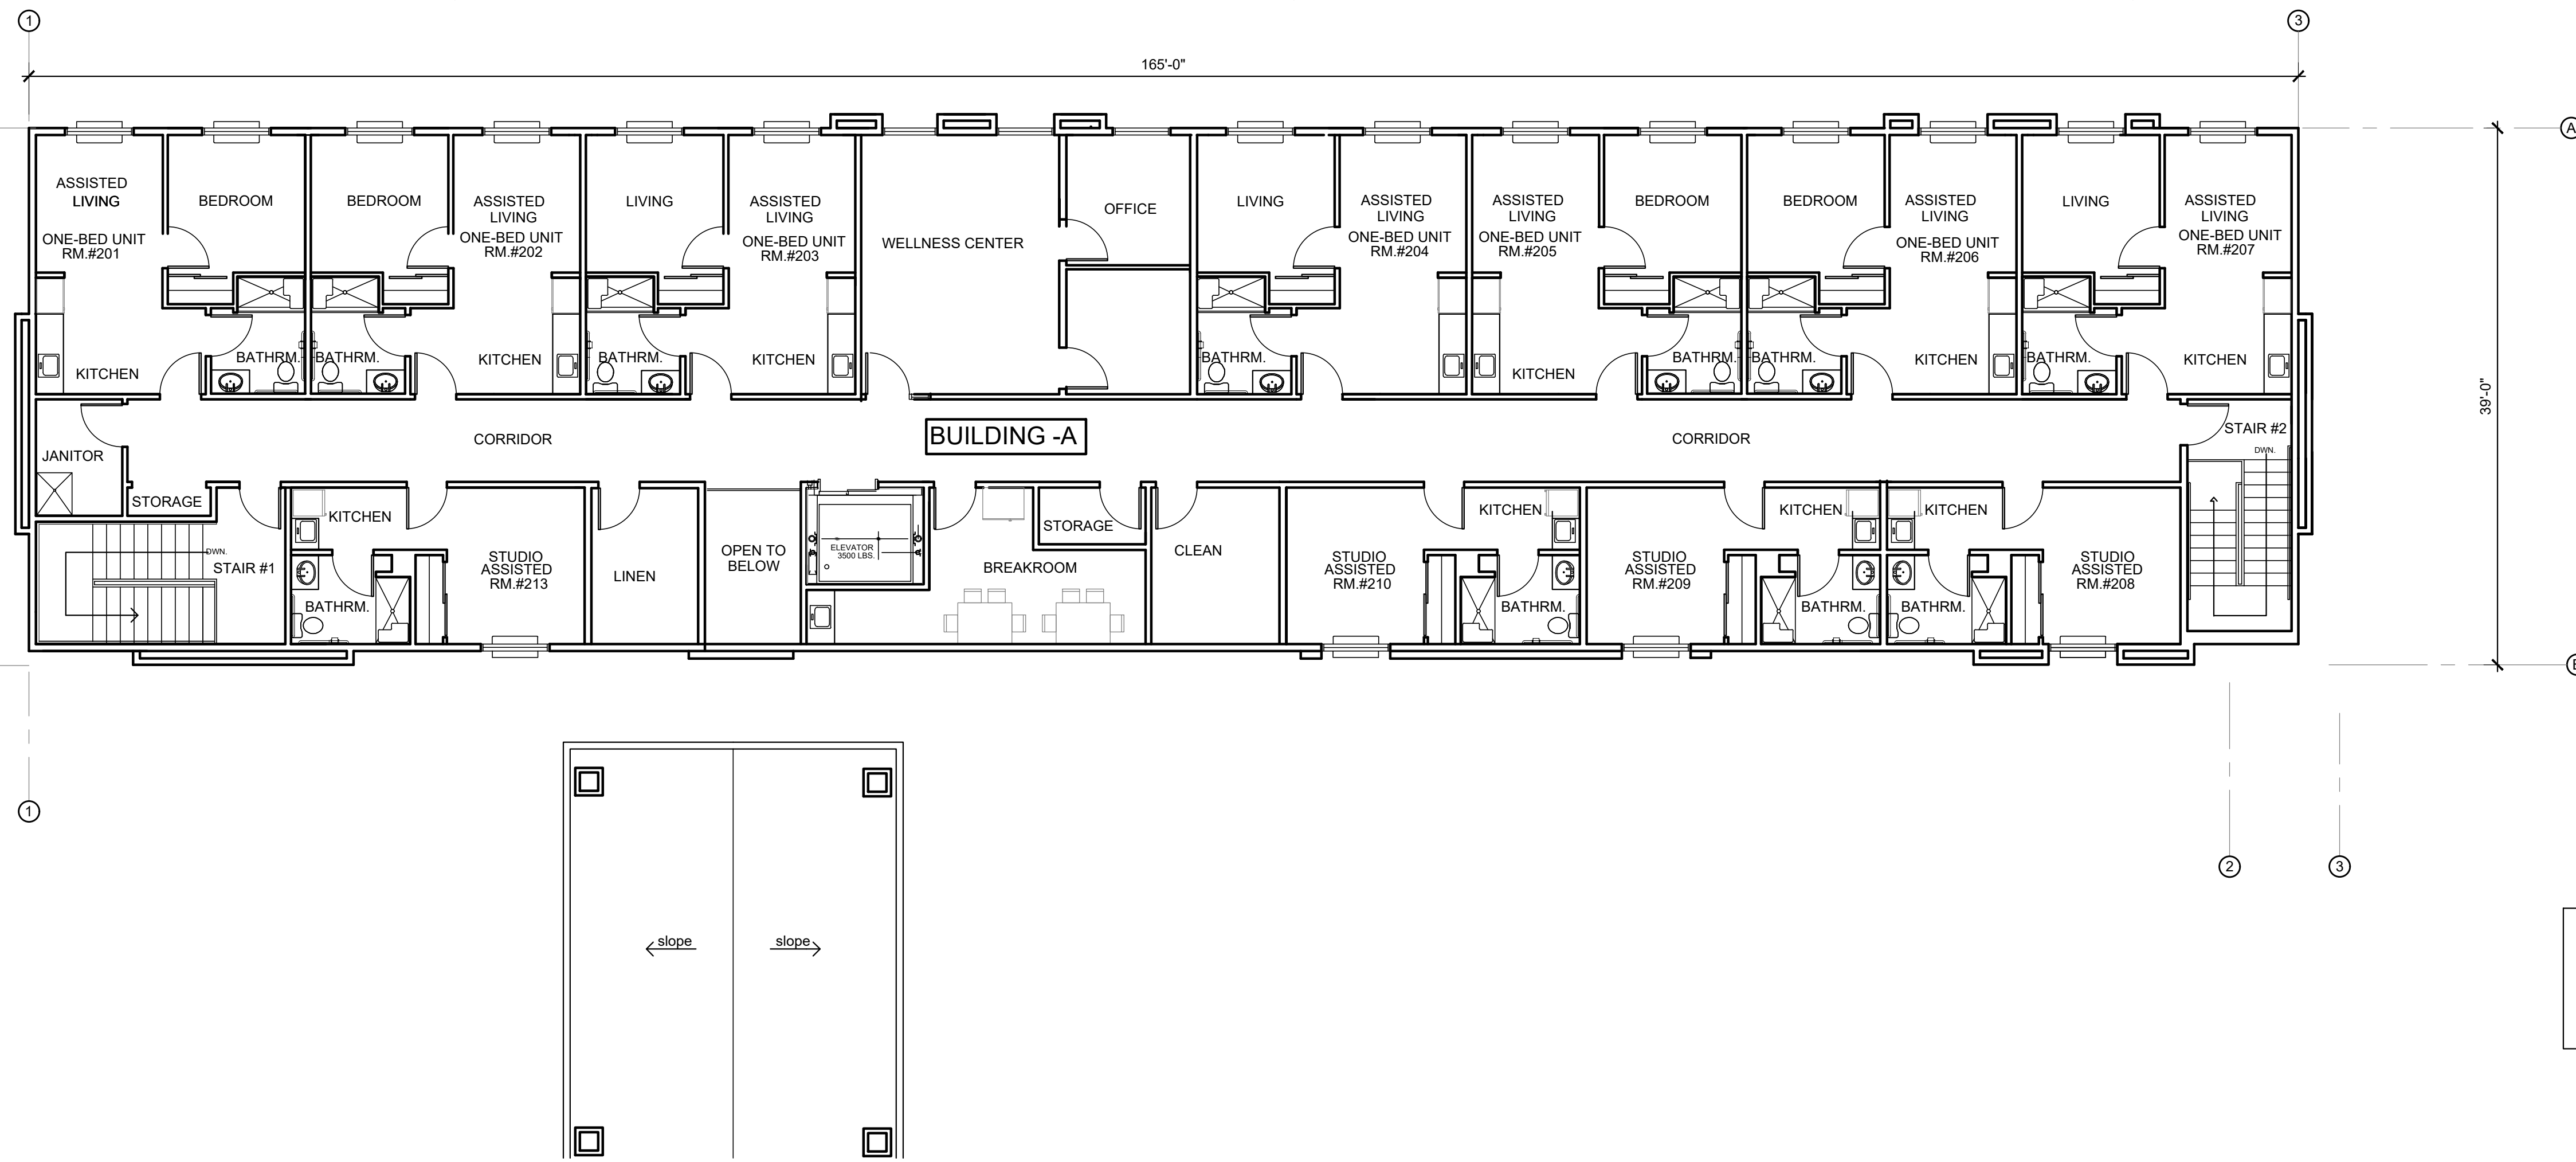 1
3
165'-0"
A
ASSISTED
LIVING
ONE-BED UNIT
RM.#201
BEDROOM
BEDROOM
ASSISTED
LIVING
ONE-BED UNIT
RM.#202
LIVING
ASSISTED
LIVING
ONE-BED UNIT
RM.#203
WELLNESS CENTER
OFFICE
LIVING
ASSISTED
LIVING
ONE-BED UNIT
RM.#204
ASSISTED
LIVING
ONE-BED UNIT
RM.#205
BEDROOM
BEDROOM
ASSISTED
LIVING
ONE-BED UNIT
RM.#206
LIVING
ASSISTED
LIVING
ONE-BED UNIT
RM.#207
KITCHEN
BATHRM.
BATHRM.
KITCHEN
BATHRM.
KITCHEN
BATHRM.
KITCHEN
KITCHEN
BATHRM.
BATHRM.
KITCHEN
BATHRM.
KITCHEN
39'-0"
JANITOR
CORRIDOR
BUILDING -A
CORRIDOR
STAIR #2
DWN.
STORAGE
DWN.
STAIR #1
KITCHEN
BATHRM.
STUDIO
ASSISTED
RM.#213
LINEN
OPEN TO
BELOW
ELEVATOR
3500 LBS.
BREAKROOM
STORAGE
CLEAN
STUDIO
ASSISTED
RM.#210
KITCHEN
BATHRM.
STUDIO
ASSISTED
RM.#209
KITCHEN
BATHRM.
KITCHEN
BATHRM.
STUDIO
ASSISTED
RM.#208
1
2
3
slope
slope